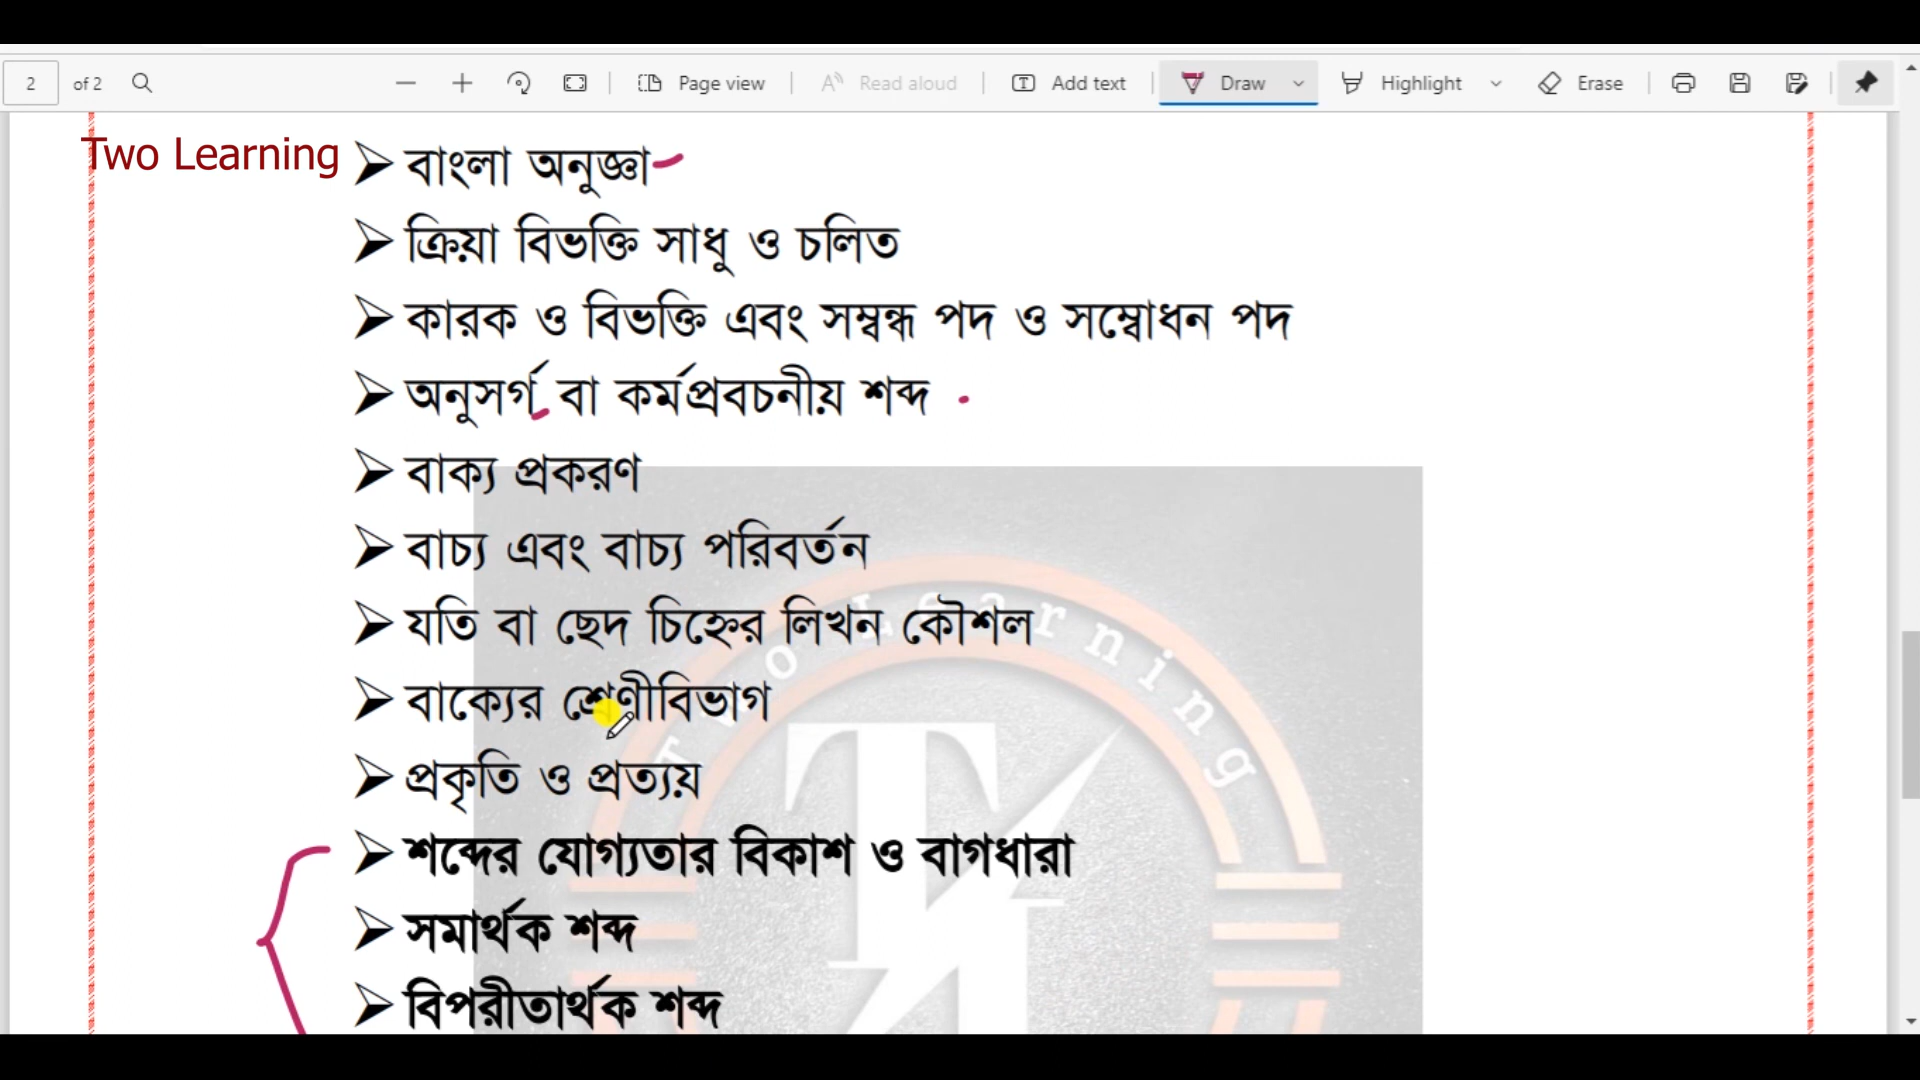 2 of 2 Page view Read aloud Add text Draw Highlight Erase
Two Learning
বাংলা অনুজ্ঞা
ক্রিয়া বিভক্তি সাধু ও চলিত
কারক ও বিভক্তি এবং সম্বন্ধ পদ ও সম্বোধন পদ
অনুসর্গ বা কর্মপ্রবচনীয় শব্দ
বাক্য প্রকরণ
বাচ্য এবং বাচ্য পরিবর্তন
যতি বা ছেদ চিহ্নের লিখন কৌশল
বাক্যের শ্রেণীবিভাগ
প্রকৃতি ও প্রত্যয়
শব্দের যোগ্যতার বিকাশ ও বাগধারা
সমার্থক শব্দ
বিপরীতার্থক শব্দ
Two Learning